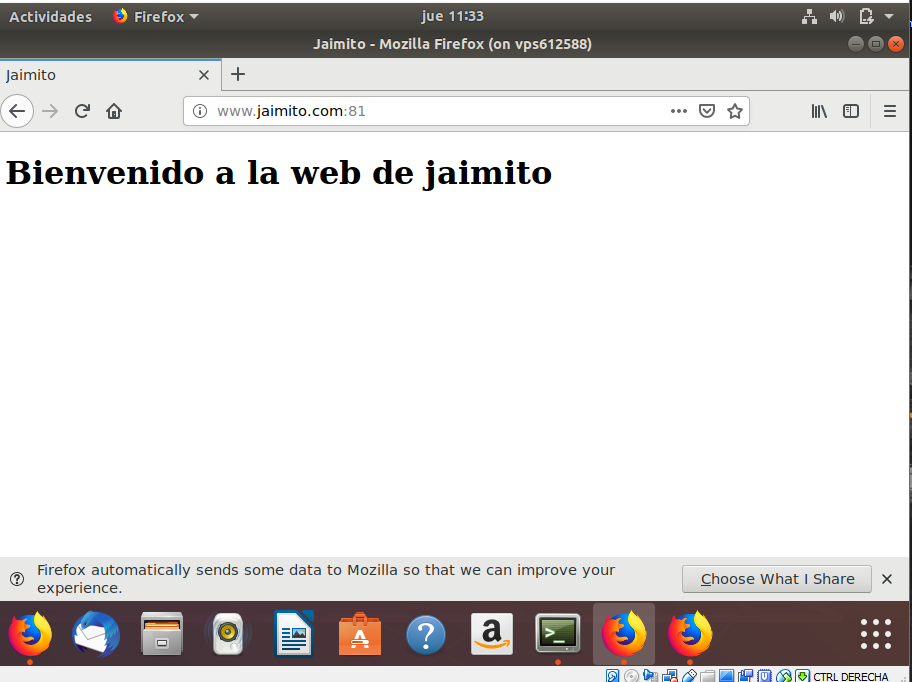 Actividades Firefox jue 11:33
Jaimito - Mozilla Firefox (on vps612588)
Jaimito
www.jaimito.com:81
Bienvenido a la web de jaimito
Firefox automatically sends some data to Mozilla so that we can improve your
experience.
Choose What I Share
CTRL DERECHA